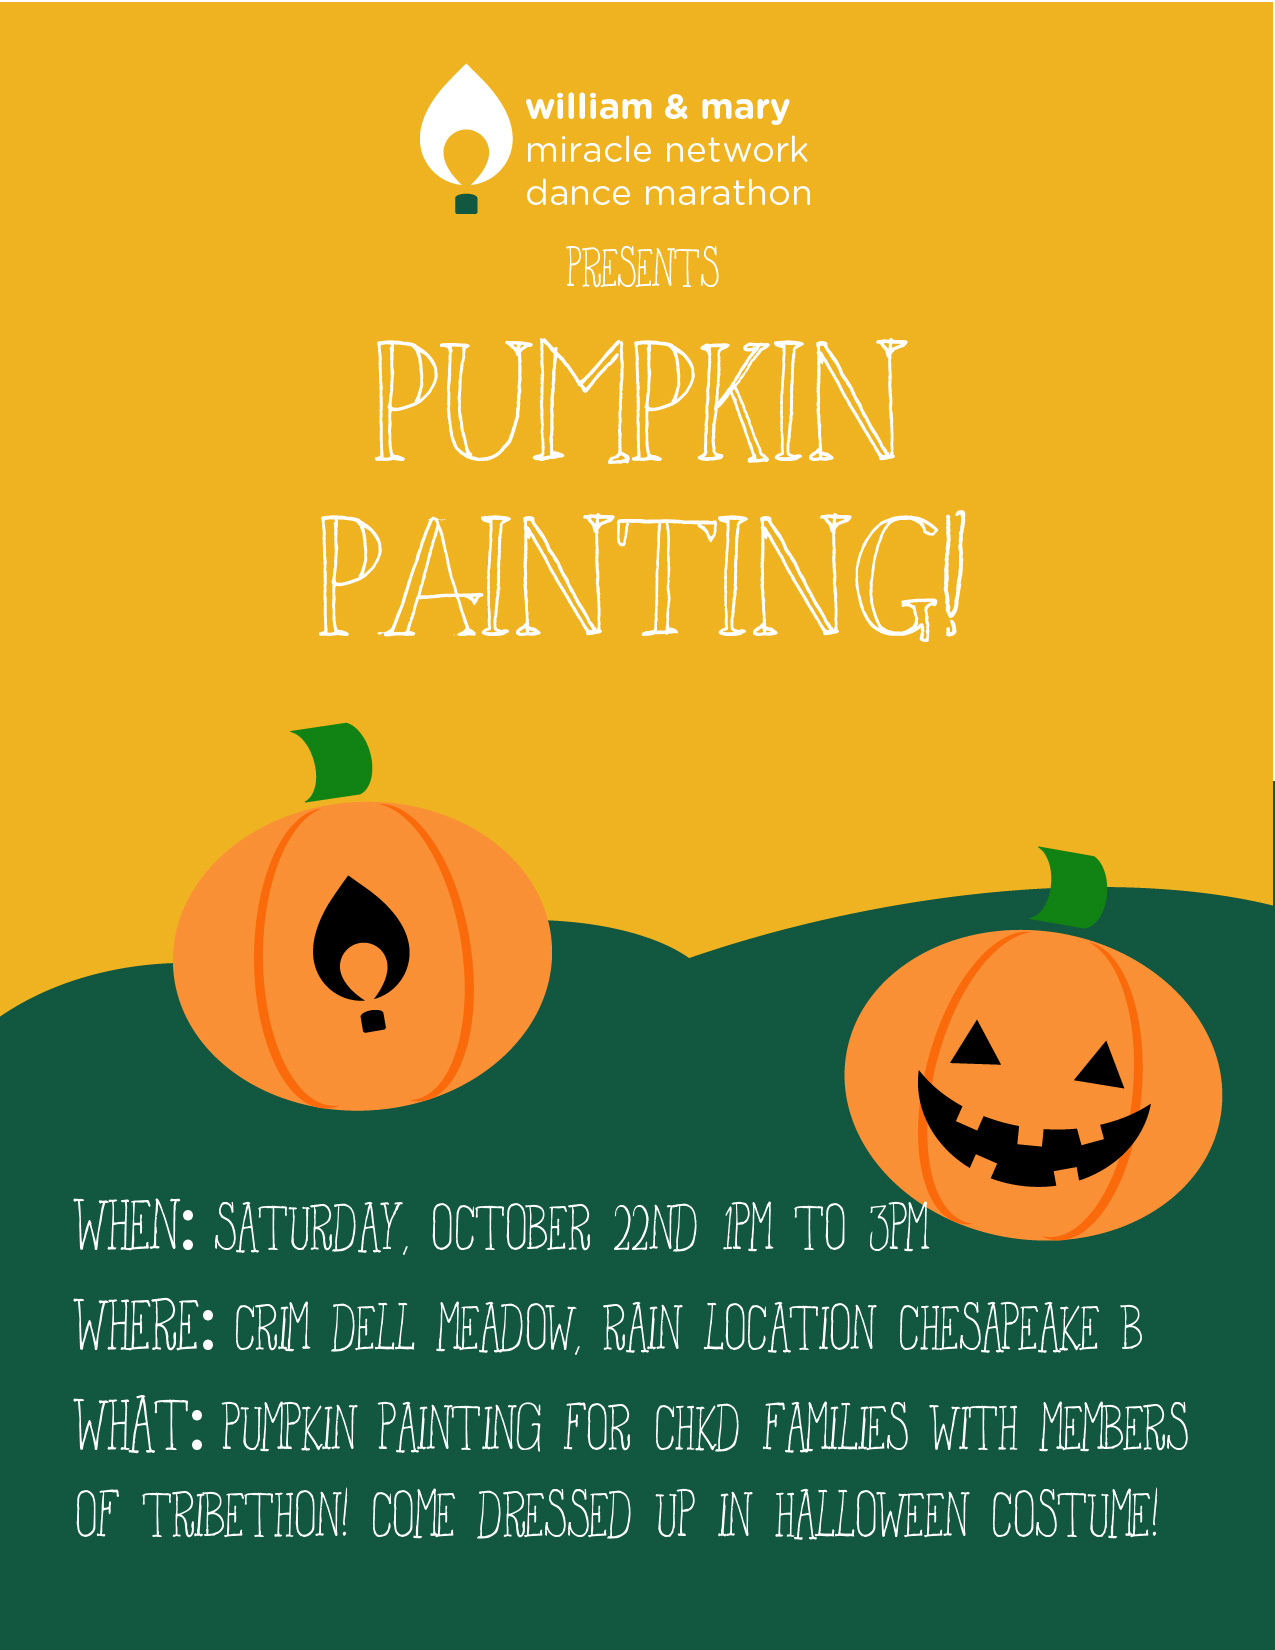 william & mary
miracle network
dance marathon
PRESENTS
PUMPKIN
PAINTING!
WHEN: SATURDAY, OCTOBER 22ND 1PM TO 3PM
WHERE: CRIM DELL MEADOW, RAIN LOCATION CHESAPEAKE B
WHAT: PUMPKIN PAINTING FOR CHKD FAMILIES WITH MEMBERS
OF TRIBETHON! COME DRESSED UP IN HALLOWEEN COSTUME!